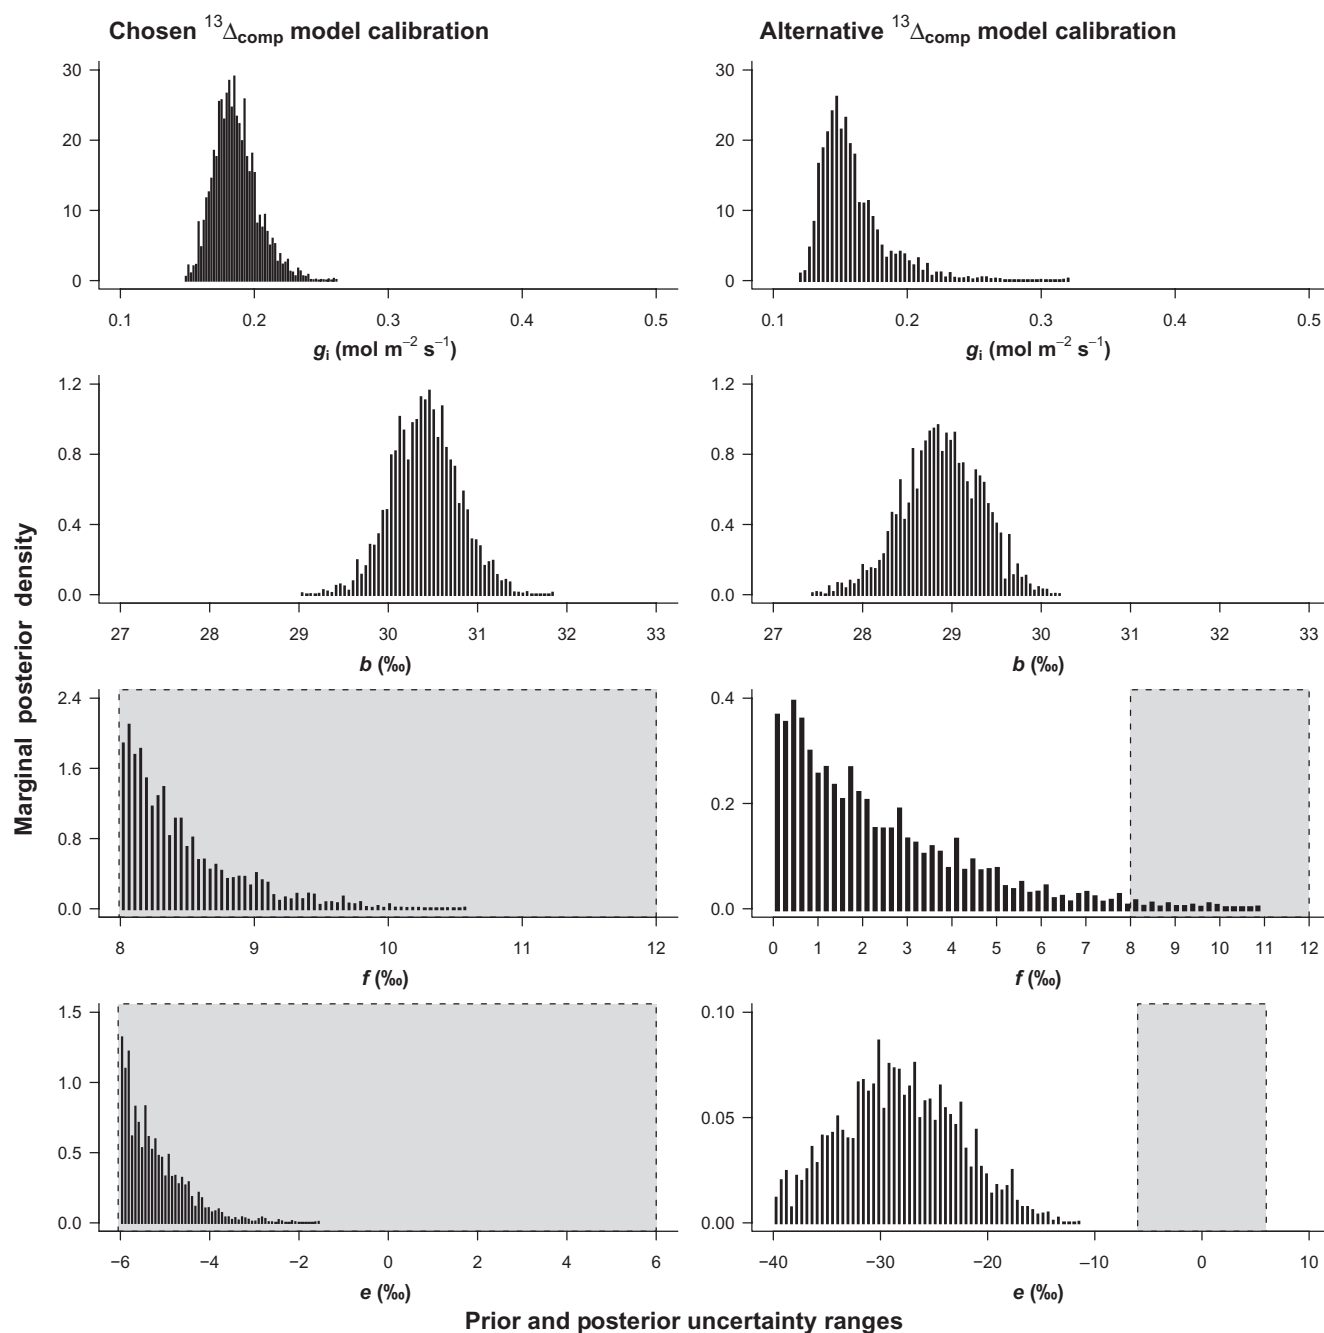 Chosen ¹³Δcomp model calibration
Alternative ¹³Δcomp model calibration
30
20
10
0
0.1 0.2 0.3 0.4 0.5
gi (mol m−2 s−1)
30
20
10
0
0.1 0.2 0.3 0.4 0.5
gi (mol m−2 s−1)
1.2
0.8
0.4
0.0
27 28 29 30 31 32 33
b (‰)
1.2
0.8
0.4
0.0
27 28 29 30 31 32 33
b (‰)
Marginal posterior density
2.4
1.6
0.8
0.0
8 9 10 11 12
f (‰)
0.4
0.2
0.0
0 1 2 3 4 5 6 7 8 9 10 11 12
f (‰)
1.5
1.0
0.5
0.0
−6 −4 −2 0 2 4 6
e (‰)
0.10
0.05
0.00
−40 −30 −20 −10 0 10
e (‰)
Prior and posterior uncertainty ranges